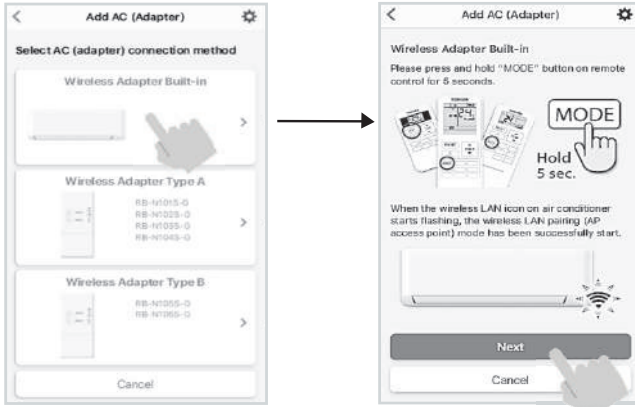 Add AC (Adapter)
Select AC (adapter) connection method
Wireless Adapter Built-in
Wireless Adapter Type A
RB-N101S-G
RB-N102S-G
RB-N103S-G
RB-N104S-G
Wireless Adapter Type B
RB-N105S-G
RB-N106S-G
Cancel
Add AC (Adapter)
Wireless Adapter Built-in
Please press and hold "MODE" button on remote
control for 5 seconds.
MODE
Hold
5 sec.
When the wireless LAN icon on air conditioner
starts flashing, the wireless LAN pairing (AP
access point) mode has been successfully start.
Next
Cancel